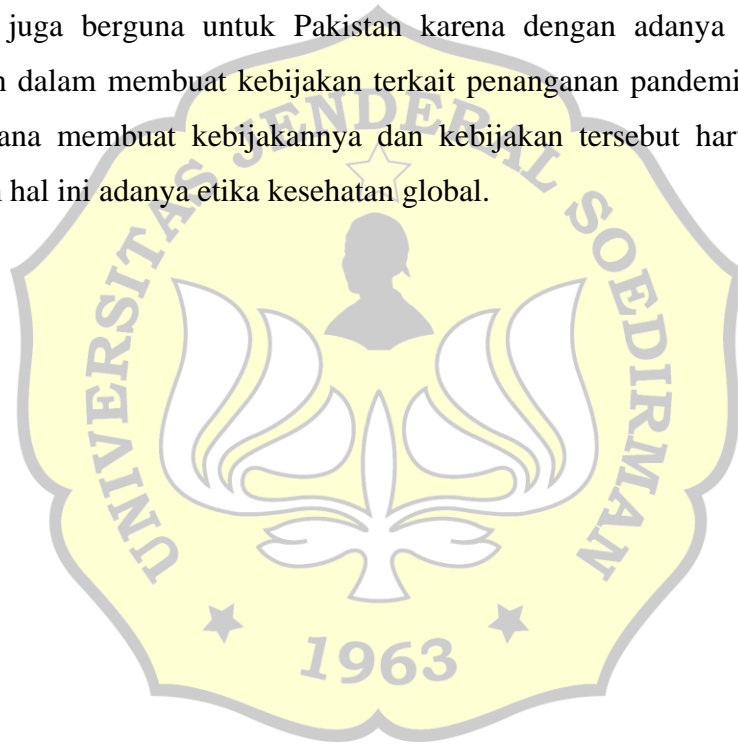 juga berguna untuk Pakistan karena dengan adanya
dalam membuat kebijakan terkait penanganan pandemi
membuat kebijakannya dan kebijakan tersebut
hal ini adanya etika kesehatan global.
UNIVERSITAS JENDERAL SOEDIRMAN
1963